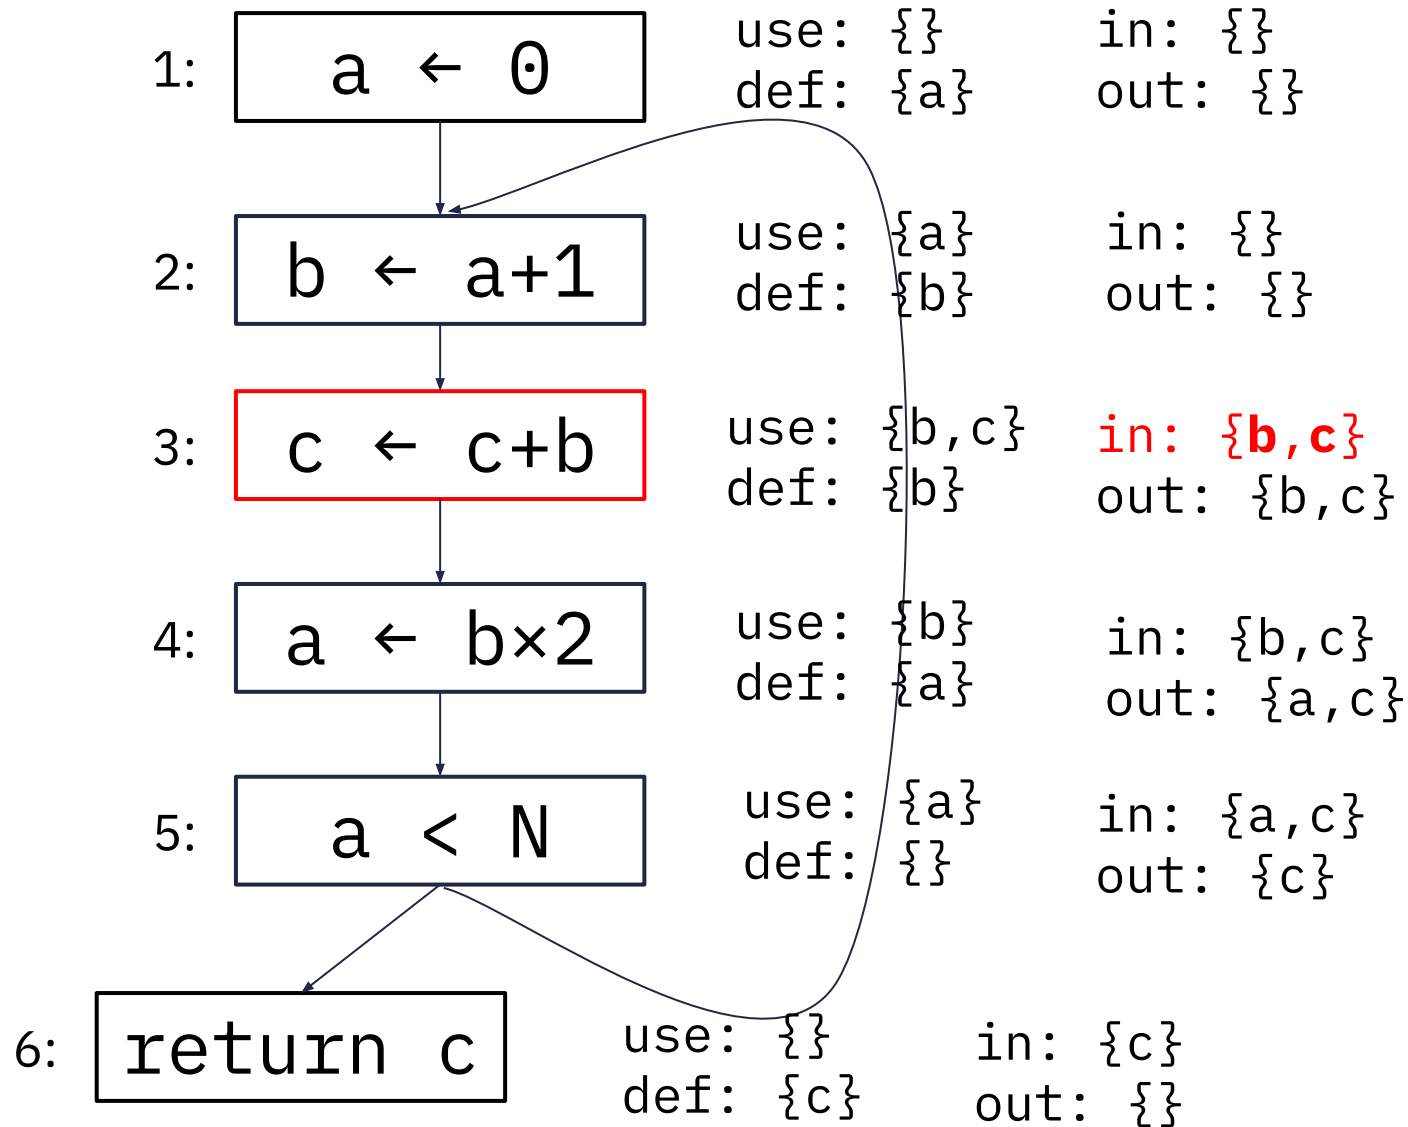 1:
a ← 0
use: {}
def: {a}
in: {}
out: {}
2:
b ← a+1
use: {a}
def: {b}
in: {}
out: {}
3:
c ← c+b
use: {b,c}
def: {b}
in: {b,c}
out: {b,c}
4:
a ← b×2
use: {b}
def: {a}
in: {b,c}
out: {a,c}
5:
a < N
use: {a}
def: {}
in: {a,c}
out: {c}
6:
return c
use: {}
def: {c}
in: {c}
out: {}